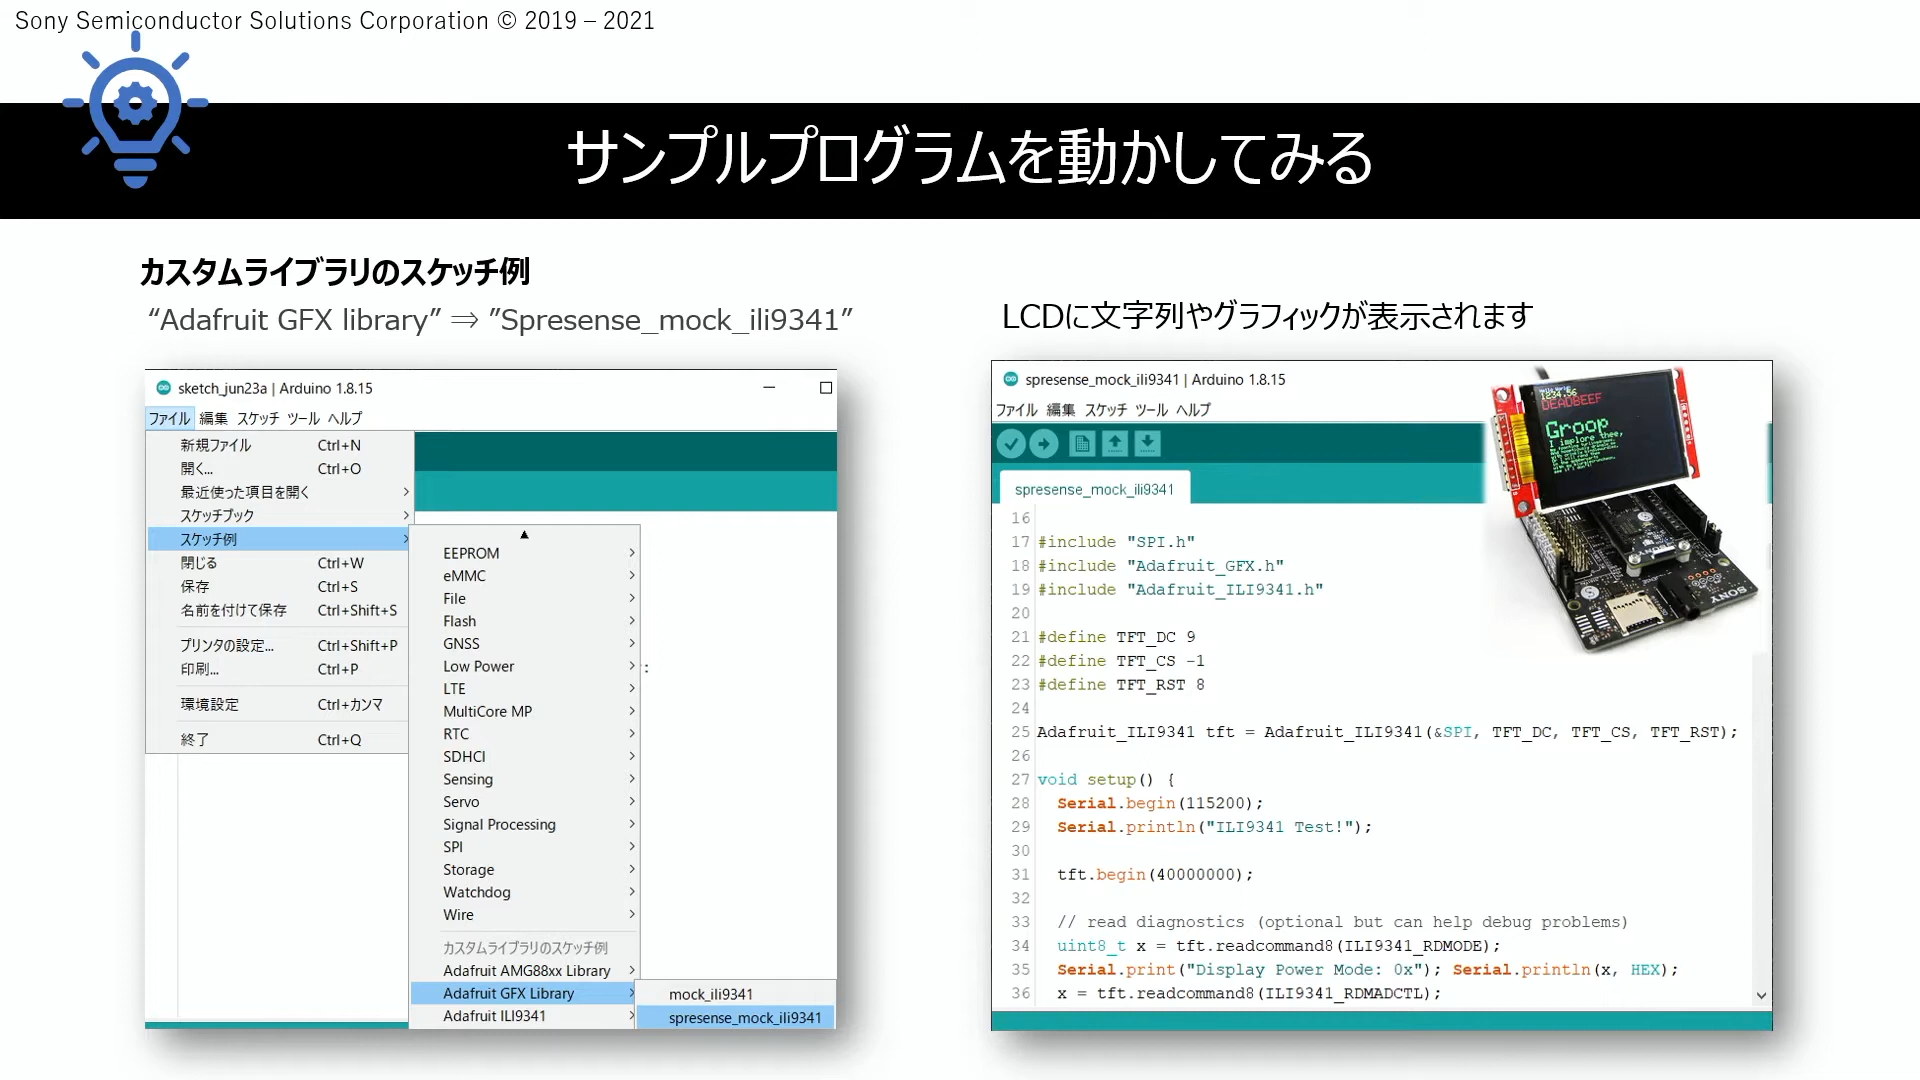 Sony Semiconductor Solutions Corporation © 2019 – 2021
サンプルプログラムを動かしてみる
カスタムライブラリのスケッチ例
“Adafruit GFX library” ⇒ ”Spresense_mock_ili9341”
sketch_jun23a | Arduino 1.8.15
ファイル 編集 スケッチ ツール ヘルプ
新規ファイル Ctrl+N
開く... Ctrl+O
最近使った項目を開く
スケッチブック
スケッチ例
閉じる Ctrl+W
保存 Ctrl+S
名前を付けて保存 Ctrl+Shift+S
プリンタの設定... Ctrl+Shift+P
印刷... Ctrl+P
環境設定 Ctrl+カンマ
終了 Ctrl+Q
EEPROM
eMMC
File
Flash
GNSS
Low Power
LTE
MultiCore MP
RTC
SDHCI
Sensing
Servo
Signal Processing
SPI
Storage
Watchdog
Wire
カスタムライブラリのスケッチ例
Adafruit AMG88xx Library
Adafruit GFX Library
Adafruit ILI9341
mock_ili9341
spresense_mock_ili9341
LCDに文字列やグラフィックが表示されます
spresense_mock_ili9341 | Arduino 1.8.15
ファイル 編集 スケッチ ツール ヘルプ
spresense_mock_ili9341
16
17 #include "SPI.h"
18 #include "Adafruit_GFX.h"
19 #include "Adafruit_ILI9341.h"
20
21 #define TFT_DC 9
22 #define TFT_CS -1
23 #define TFT_RST 8
24
25 Adafruit_ILI9341 tft = Adafruit_ILI9341(&SPI, TFT_DC, TFT_CS, TFT_RST);
26
27 void setup() {
28 Serial.begin(115200);
29 Serial.println("ILI9341 Test!");
30
31 tft.begin(40000000);
32
33 // read diagnostics (optional but can help debug problems)
34 uint8_t x = tft.readcommand8(ILI9341_RDMODE);
35 Serial.print("Display Power Mode: 0x"); Serial.println(x, HEX);
36 x = tft.readcommand8(ILI9341_RDMADCTL);
Hello World!
1234.56
DEADBEEF
Groop
I implore thee,
SONY